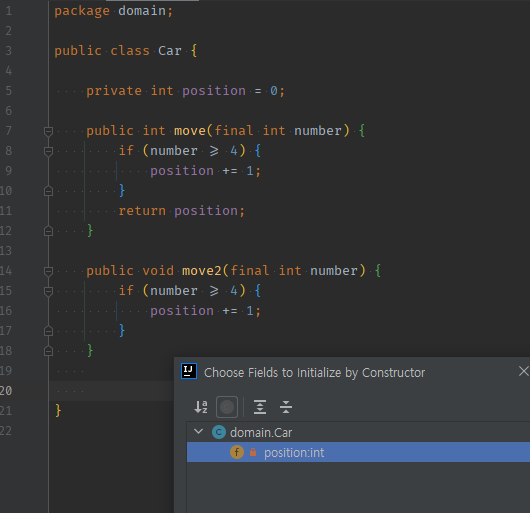 1 package domain;
2
3 public class Car {
4
5 private int position = 0;
6
7 public int move(final int number) {
8 if (number >= 4) {
9 position += 1;
10 }
11 return position;
12 }
13
14 public void move2(final int number) {
15 if (number >= 4) {
16 position += 1;
17 }
18 }
19
20
21 }
22
IJ Choose Fields to Initialize by Constructor
a z
C domain.Car
f position:int